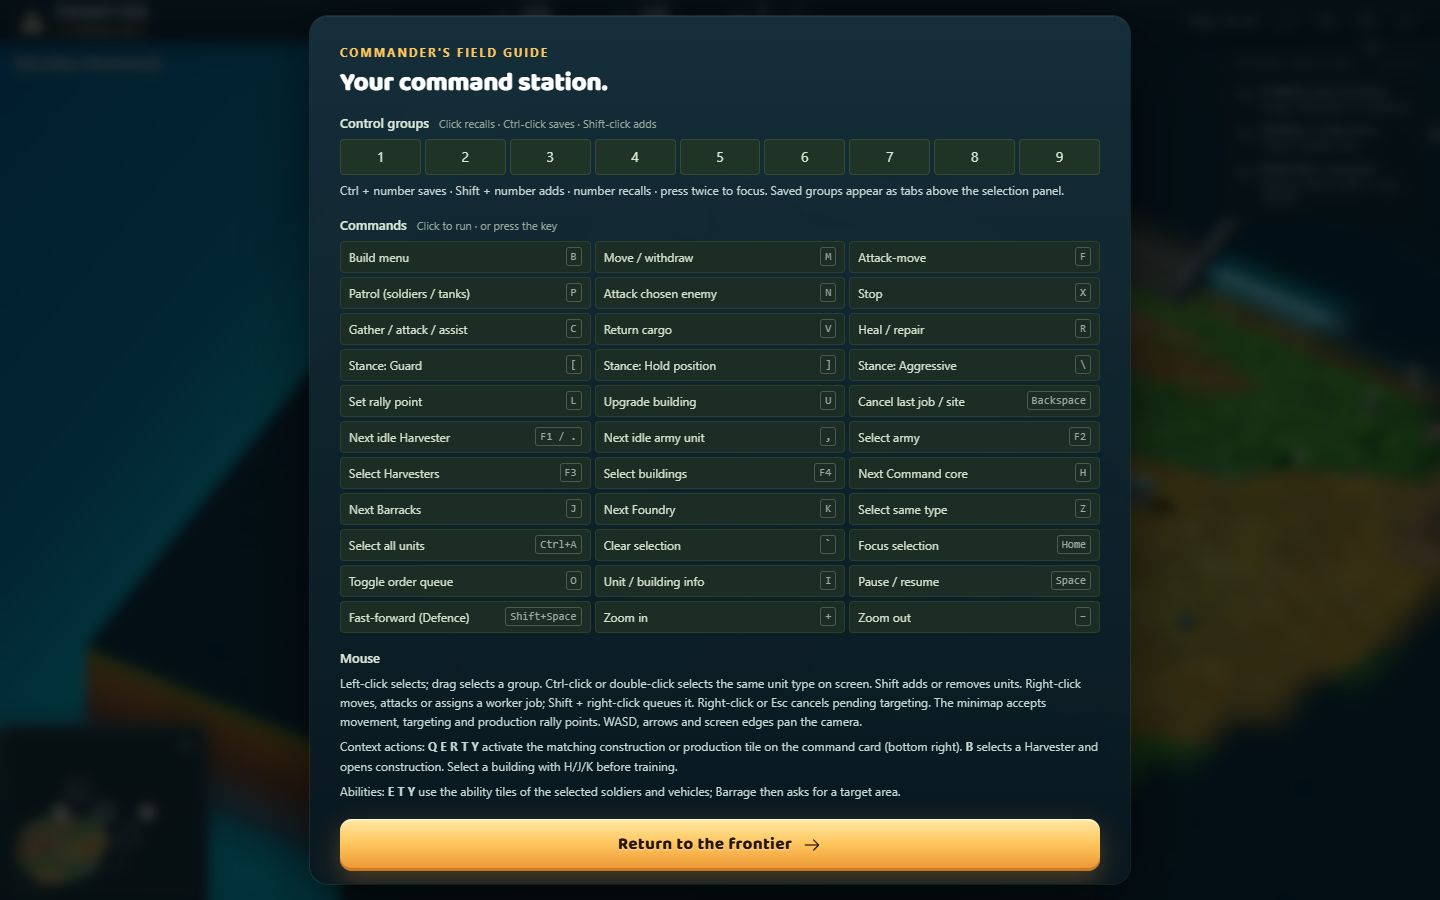 COMMANDER'S FIELD GUIDE
Your command station.
Control groups Click recalls · Ctrl-click saves · Shift-click adds
1 2 3 4 5 6 7 8 9
Ctrl + number saves · Shift + number adds · number recalls · press twice to focus. Saved groups appear as tabs above the selection panel.
Commands Click to run · or press the key
Build menu B Move / withdraw M Attack-move F
Patrol (soldiers / tanks) P Attack chosen enemy N Stop X
Gather / attack / assist C Return cargo V Heal / repair R
Stance: Guard [ Stance: Hold position ] Stance: Aggressive \
Set rally point L Upgrade building U Cancel last job / site Backspace
Next idle Harvester F1 / . Next idle army unit , Select army F2
Select Harvesters F3 Select buildings F4 Next Command core H
Next Barracks J Next Foundry K Select same type Z
Select all units Ctrl+A Clear selection ` Focus selection Home
Toggle order queue O Unit / building info I Pause / resume Space
Fast-forward (Defence) Shift+Space Zoom in + Zoom out −
Mouse
Left-click selects; drag selects a group. Ctrl-click or double-click selects the same unit type on screen. Shift adds or removes units. Right-click
moves, attacks or assigns a worker job; Shift + right-click queues it. Right-click or Esc cancels pending targeting. The minimap accepts
movement, targeting and production rally points. WASD, arrows and screen edges pan the camera.
Context actions: Q E R T Y activate the matching construction or production tile on the command card (bottom right). B selects a Harvester and
opens construction. Select a building with H/J/K before training.
Abilities: E T Y use the ability tiles of the selected soldiers and vehicles; Barrage then asks for a target area.
Return to the frontier →